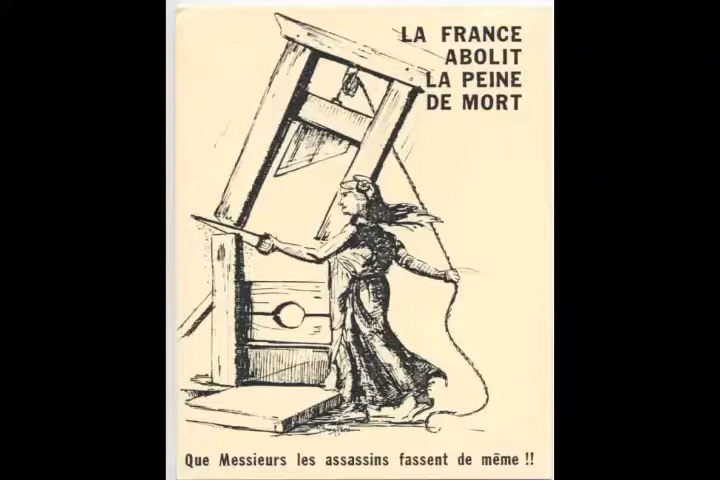 LA FRANCE
ABOLIT
LA PEINE
DE MORT
Que Messieurs les assassins fassent de même !!